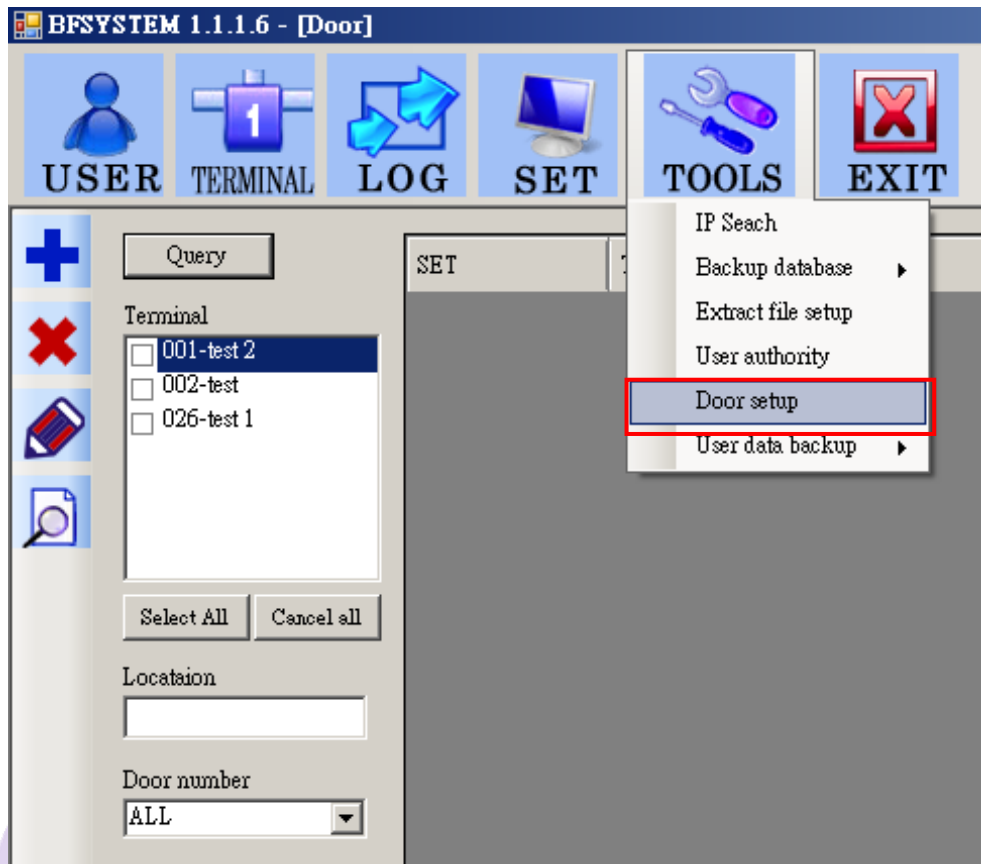 BFSYSTEM 1.1.1.6 - [Door]
USER TERMINAL LOG SET TOOLS EXIT
1
IP Seach
Backup database
Extract file setup
User authority
Door setup
User data backup
Query
SET
Terminal
001-test 2
002-test
026-test 1
Select All Cancel all
Locataion
Door number
ALL